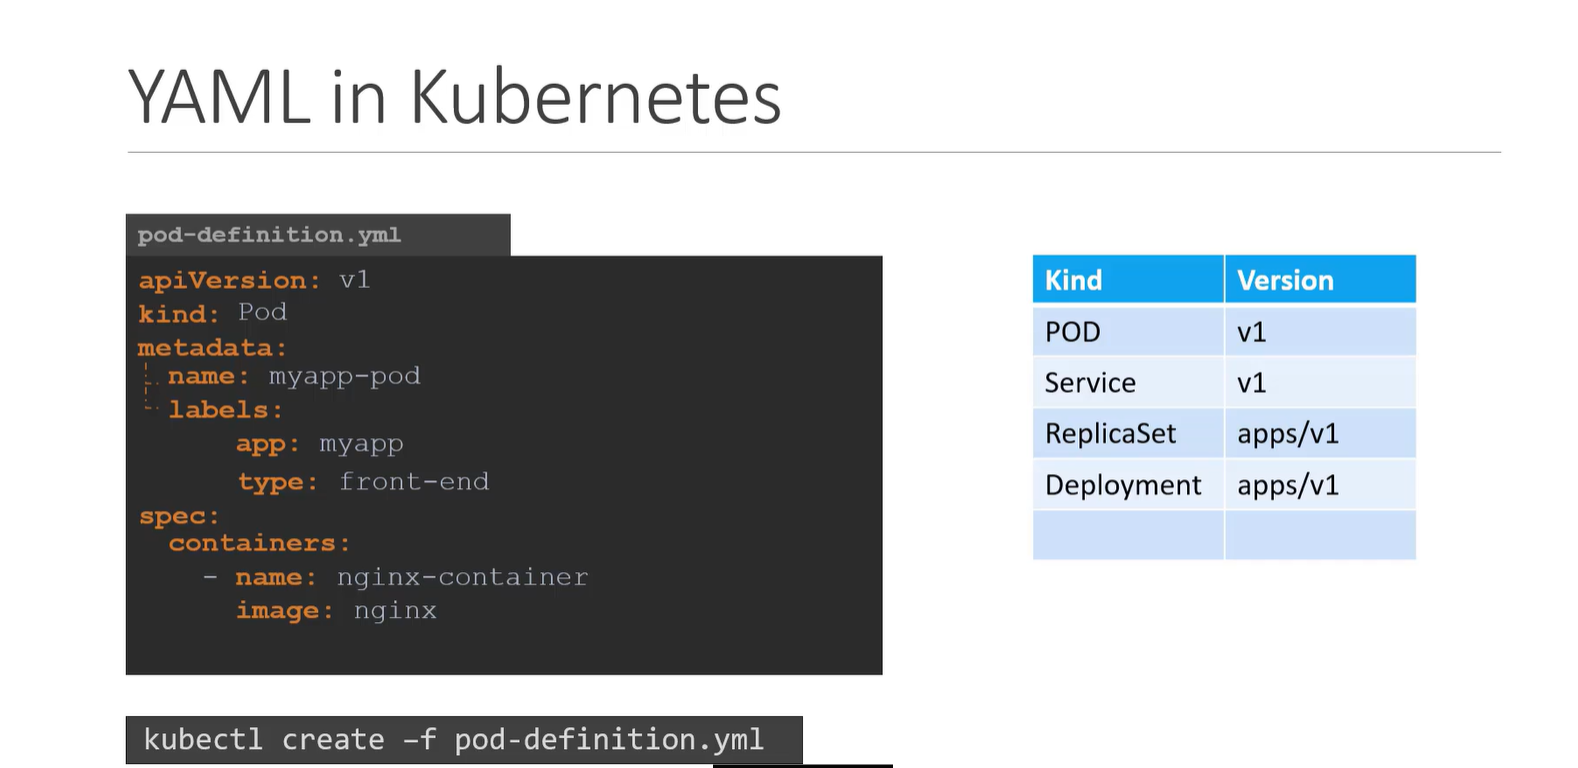 YAML in Kubernetes
pod-definition.yml
apiVersion: v1
kind: Pod
metadata:
name: myapp-pod
labels:
app: myapp
type: front-end
spec:
containers:
- name: nginx-container
image: nginx
kubectl create –f pod-definition.yml
Kind Version
POD v1
Service v1
ReplicaSet apps/v1
Deployment apps/v1